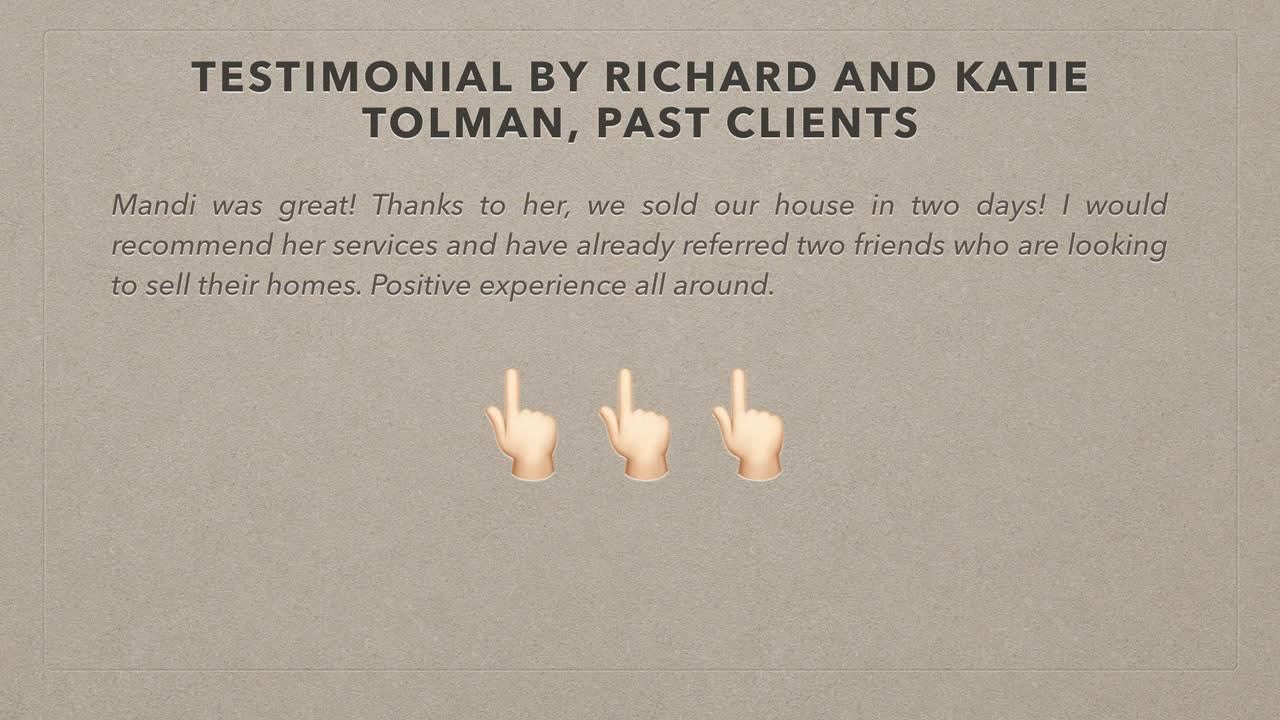 TESTIMONIAL BY RICHARD AND KATIE
TOLMAN, PAST CLIENTS
Mandi was great! Thanks to her, we sold our house in two days! I would
recommend her services and have already referred two friends who are looking
to sell their homes. Positive experience all around.